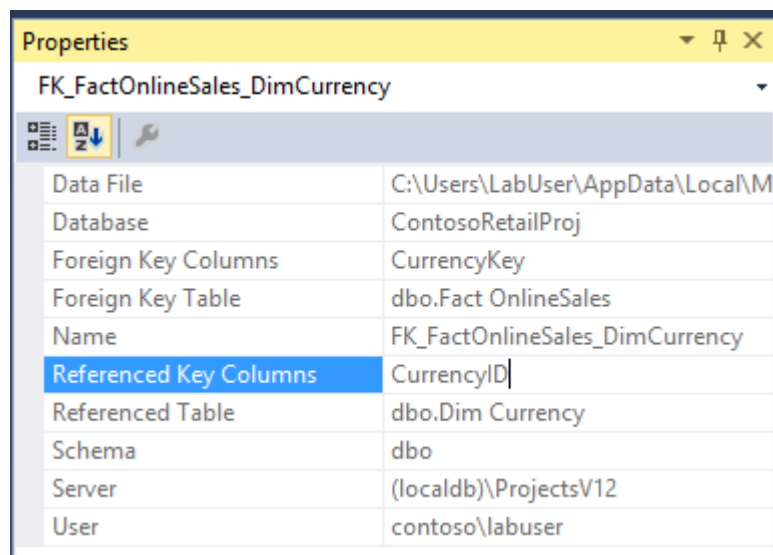 Properties
FK_FactOnlineSales_DimCurrency
Data File C:\Users\LabUser\AppData\Local\M
Database ContosoRetailProj
Foreign Key Columns CurrencyKey
Foreign Key Table dbo.Fact OnlineSales
Name FK_FactOnlineSales_DimCurrency
Referenced Key Columns CurrencyID
Referenced Table dbo.Dim Currency
Schema dbo
Server (localdb)\ProjectsV12
User contoso\labuser